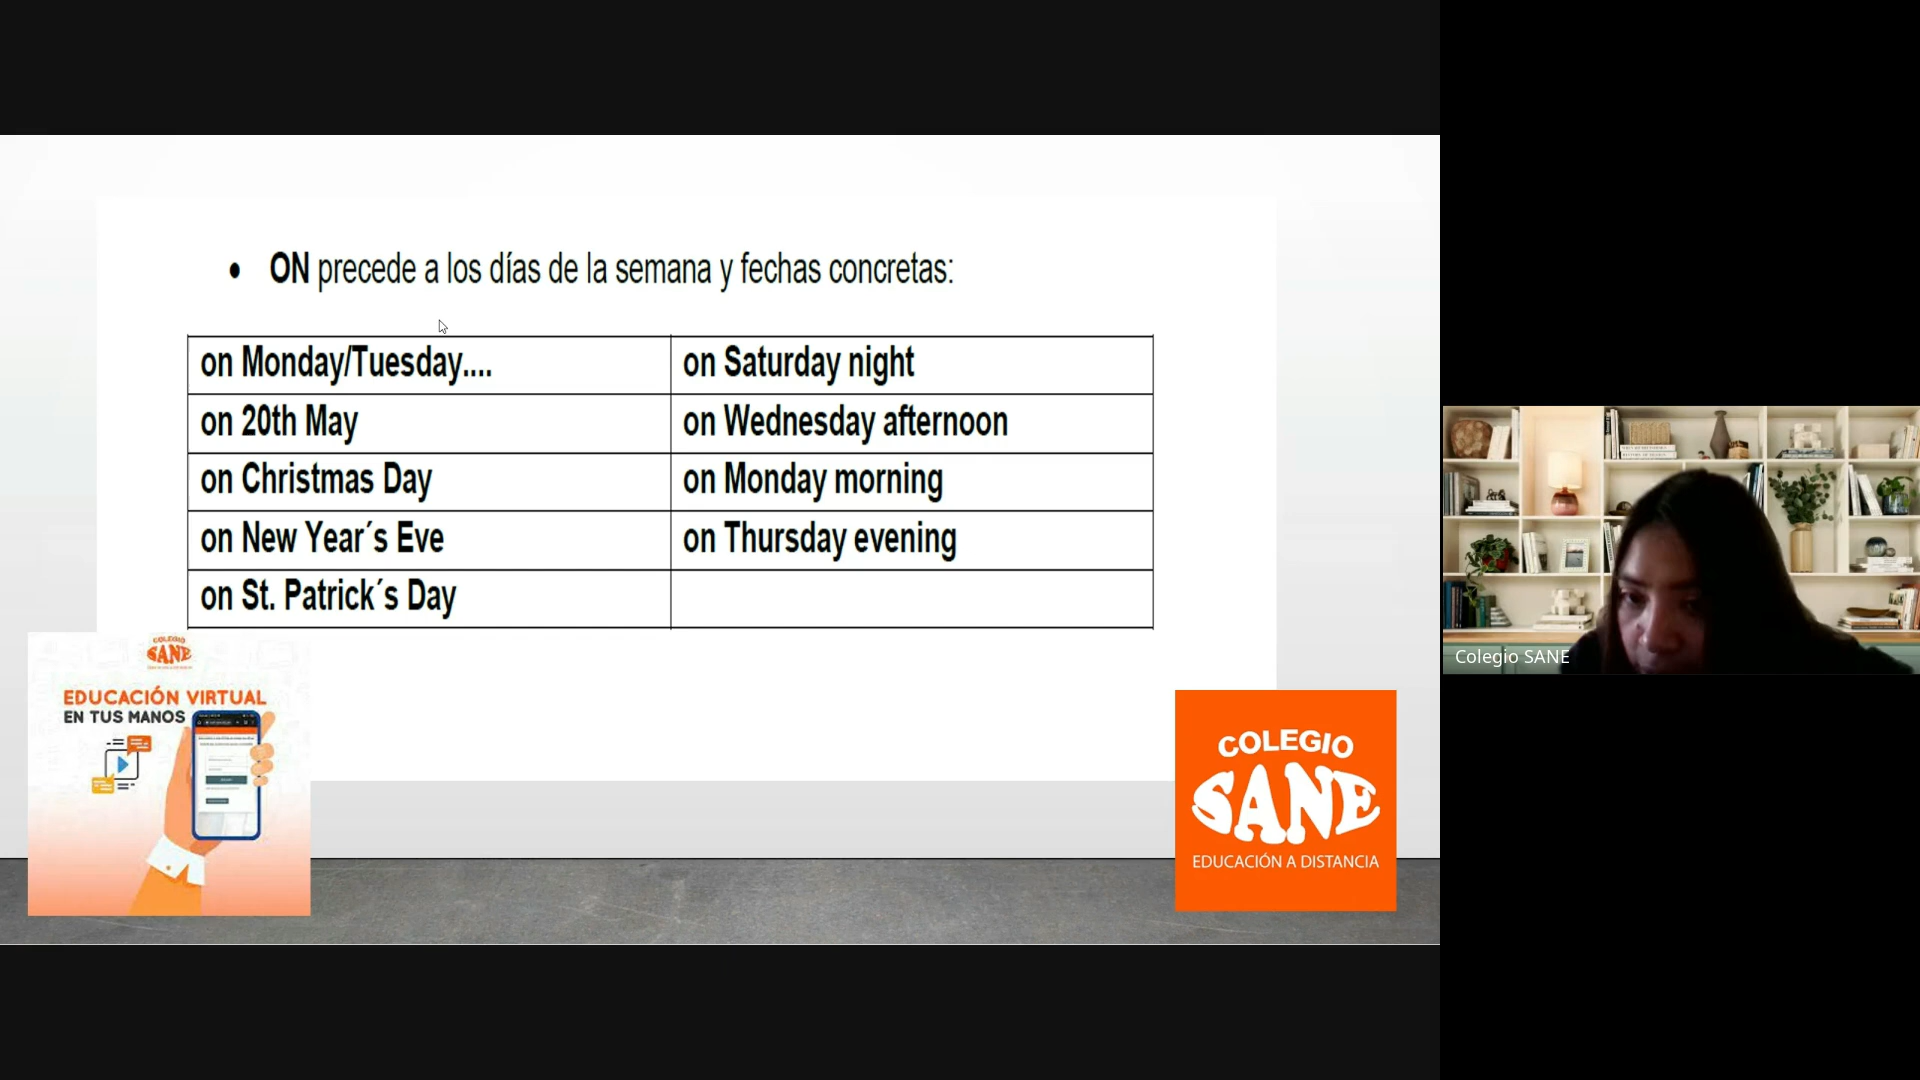 • ON precede a los días de la semana y fechas concretas:
on Monday/Tuesday.... on Saturday night
on 20th May on Wednesday afternoon
on Christmas Day on Monday morning
on New Year´s Eve on Thursday evening
on St. Patrick´s Day
COLEGIO
SANE
EDUCACIÓN VIRTUAL
EN TUS MANOS
COLEGIO
SANE
EDUCACIÓN A DISTANCIA
Colegio SANE